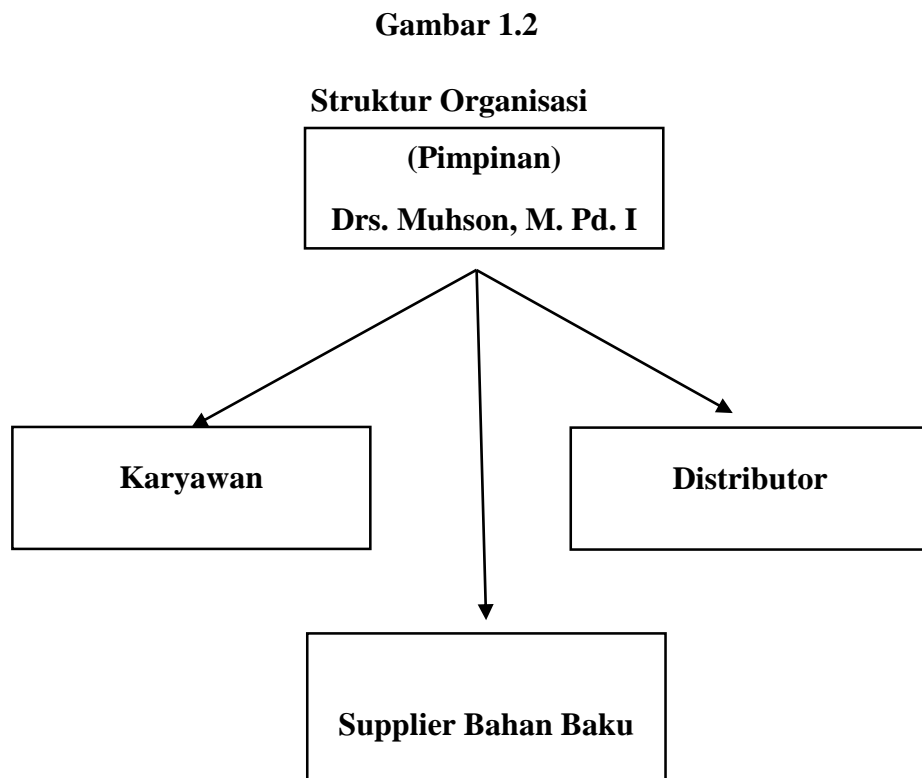 Gambar 1.2
Struktur Organisasi
(Pimpinan)
Drs. Muhson, M. Pd. I
Karyawan
Distributor
Supplier Bahan Baku